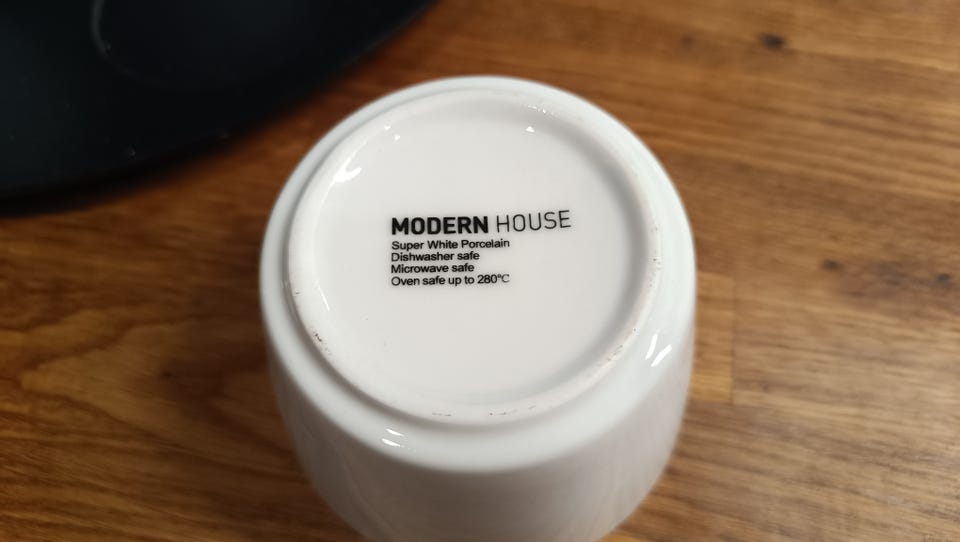 MODERN HOUSE
Super White Porcelain
Dishwasher safe
Microwave safe
Oven safe up to 280°C